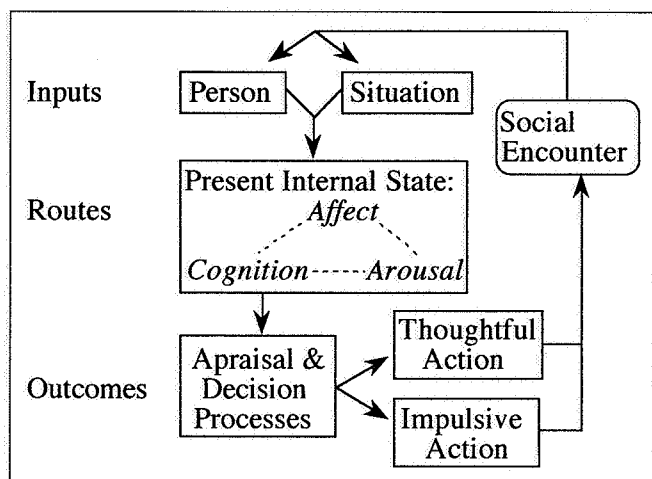 Inputs
Person
Situation
Social
Encounter
Routes
Present Internal State:
Affect
Cognition
Arousal
Outcomes
Appraisal &
Decision
Processes
Thoughtful
Action
Impulsive
Action